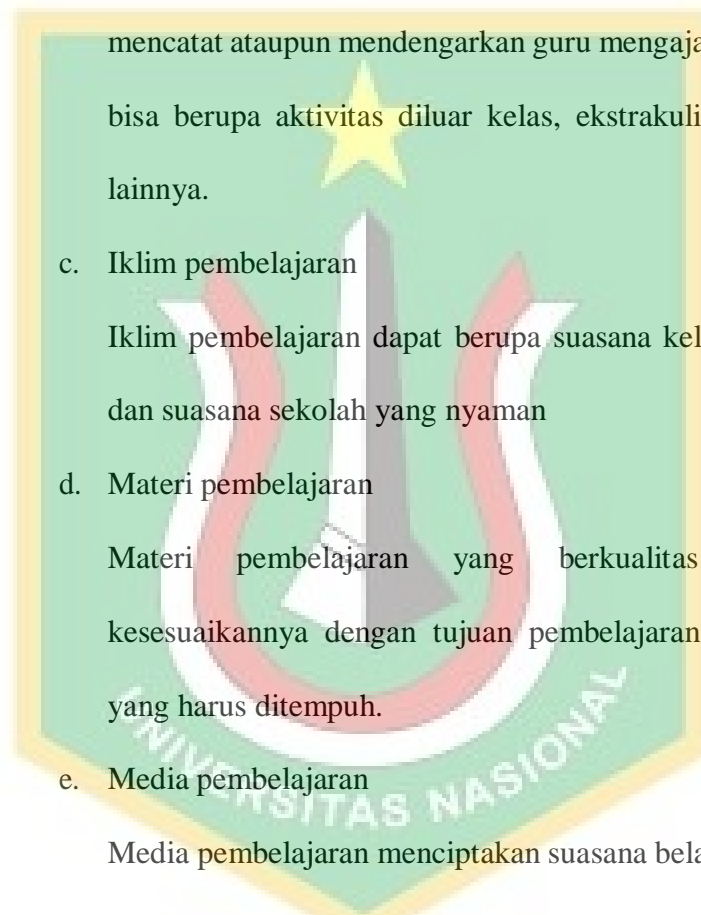 mencatat ataupun mendengarkan guru mengaja
bisa berupa aktivitas diluar kelas, ekstrakuli
lainnya.
c. Iklim pembelajaran
Iklim pembelajaran dapat berupa suasana kel
dan suasana sekolah yang nyaman
d. Materi pembelajaran
Materi pembelajaran yang berkualitas
kesesuaikannya dengan tujuan pembelajaran
yang harus ditempuh.
e. Media pembelajaran
Media pembelajaran menciptakan suasana bela
UNIVERSITAS NASIONAL